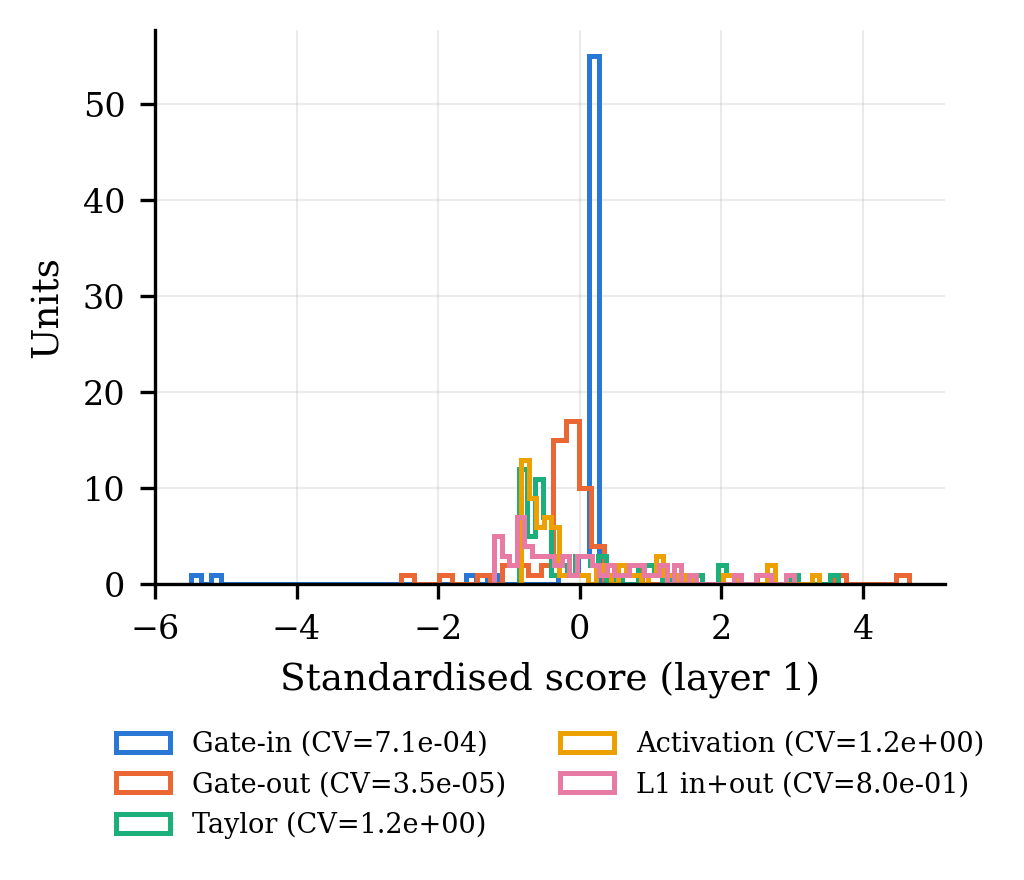 50
40
30
20
10
0
Units
−6 −4 −2 0 2 4
Standardised score (layer 1)
Gate-in (CV=7.1e-04)
Gate-out (CV=3.5e-05)
Taylor (CV=1.2e+00)
Activation (CV=1.2e+00)
L1 in+out (CV=8.0e-01)